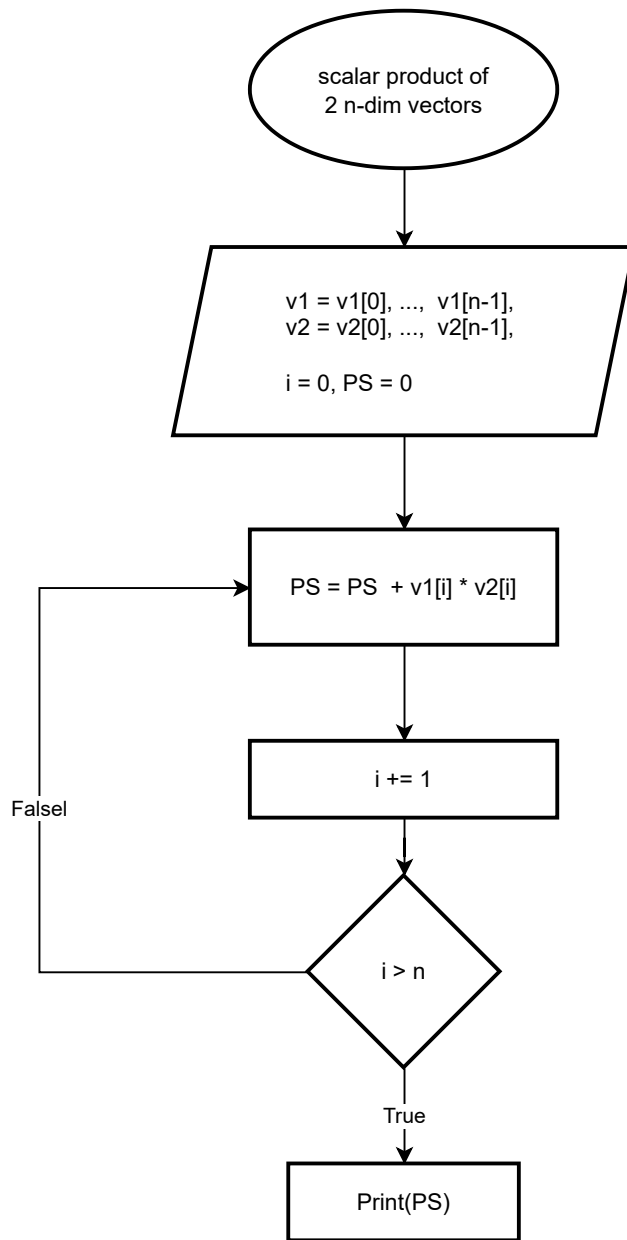 scalar product of
2 n-dim vectors
v1 = v1[0], ..., v1[n-1],
v2 = v2[0], ..., v2[n-1],
i = 0, PS = 0
PS = PS + v1[i] * v2[i]
i += 1
Falsel
i > n
True
Print(PS)